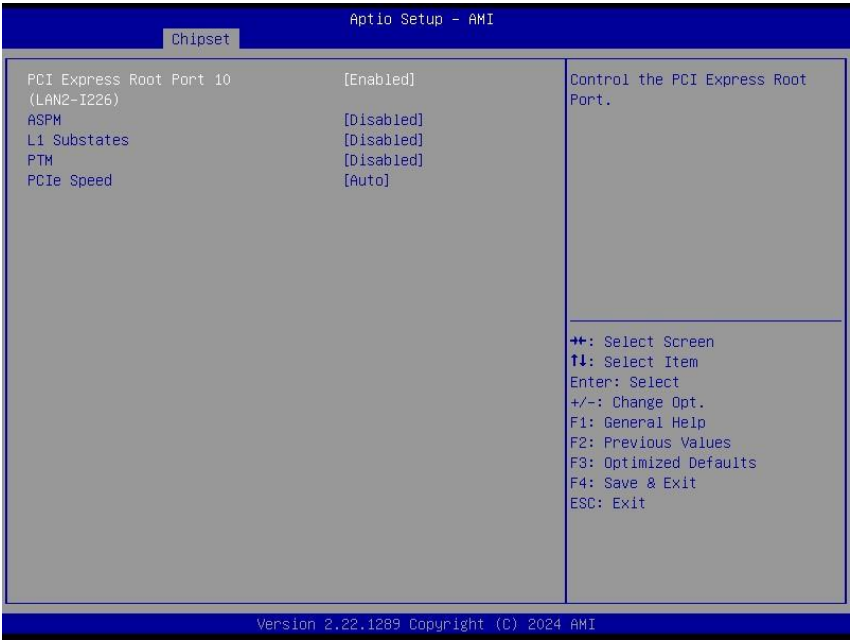 Aptio Setup – AMI
Chipset
PCI Express Root Port 10 [Enabled]
(LAN2-I226)
ASPM [Disabled]
L1 Substates [Disabled]
PTM [Disabled]
PCIe Speed [Auto]
Control the PCI Express Root
Port.
→←: Select Screen
↑↓: Select Item
Enter: Select
+/-: Change Opt.
F1: General Help
F2: Previous Values
F3: Optimized Defaults
F4: Save & Exit
ESC: Exit
Version 2.22.1289 Copyright (C) 2024 AMI